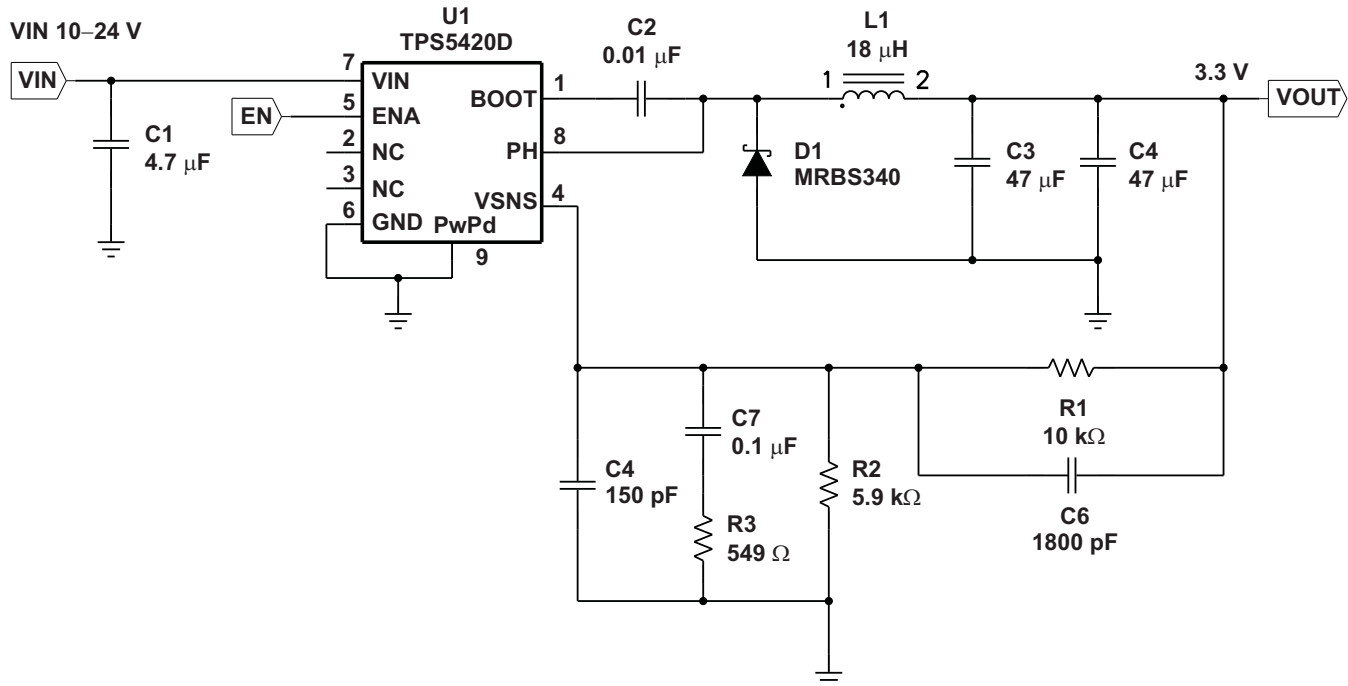 VIN 10–24 V
VIN
C1
4.7 μF
EN
U1
TPS5420D
7
VIN
5
ENA
2
NC
3
NC
6
GND
PwPd
9
BOOT
1
PH
8
VSNS
4
C2
0.01 μF
L1
18 μH
1
2
D1
MRBS340
C3
47 μF
C4
47 μF
3.3 V
VOUT
C4
150 pF
C7
0.1 μF
R3
549 Ω
R2
5.9 kΩ
R1
10 kΩ
C6
1800 pF